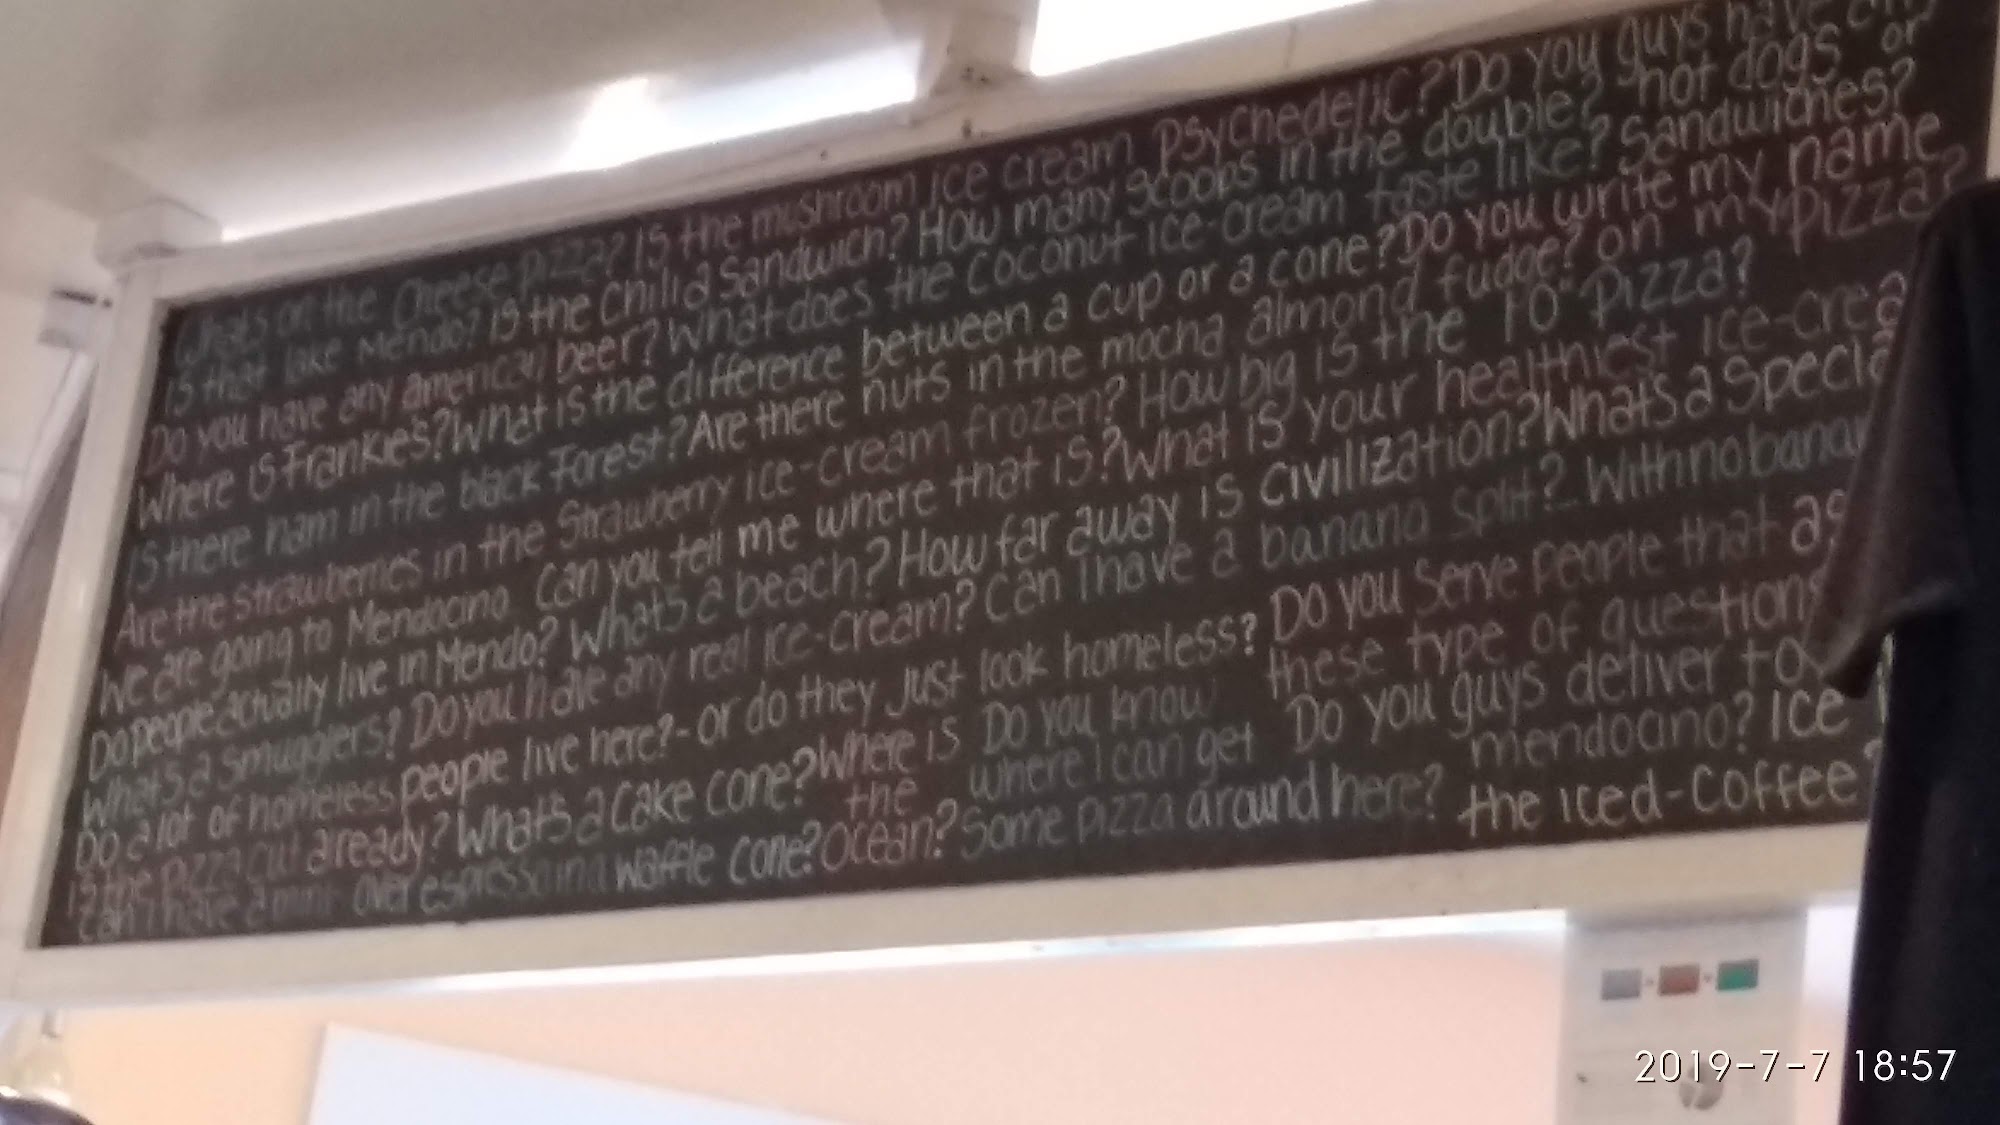 What's on the Cheese Pizza? Is the mushroom ice cream Psychedelic? Do you guys have any
Is that Lake Mendo? Is the Chili a Sandwich? How many scoops in the double? hot dogs or
Do you have any american beer? What does the coconut ice-cream taste like? Sandwiches?
Where is Frankie's? What is the difference between a cup or a cone? Do you write my name
Is there ham in the black Forest? Are there nuts in the mocha almond fudge? on my pizza?
Are the strawberries in the Strawberry ice-cream frozen? How big is the 10" Pizza?
We are going to Mendocino Can you tell me where that is? What is your healthiest ice-crea
Do people actually live in Mendo? Whats a beach? How far away is civilization? Whats a Specia
Whats a smugglers? Do you have any real ice-cream? Can I have a banana split? With no banan
Do a lot of homeless people live here?- or do they just look homeless? Do you serve people that as
Is the pizza cut already? What's a cake cone? Where is the Ocean? Do you know where I can get these type of questions
Can I have a mint over espresso in a waffle cone? Some pizza around here? Do you guys deliver to mendocino? Ice
the iced-coffee?
2019-7-7 18:57